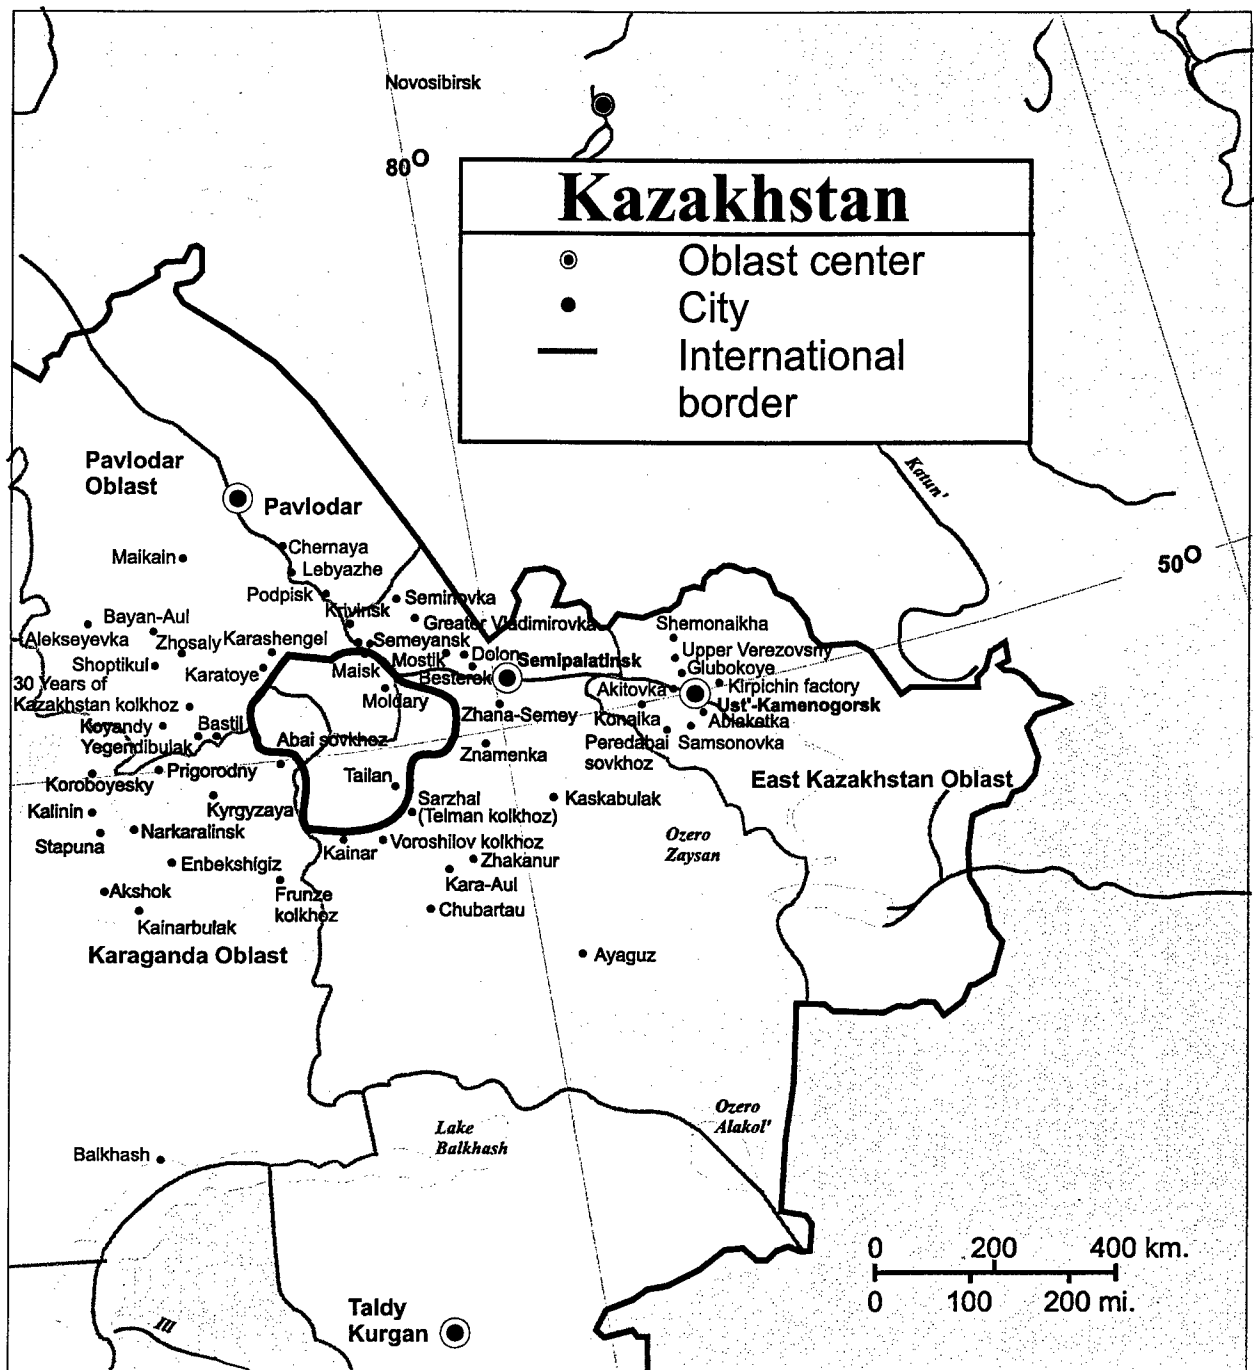 Novosibirsk
80°
Kazakhstan
Oblast center
City
International
border
Katun'
50°
Pavlodar
Oblast
Pavlodar
Maikain
Chernaya
Lebyazhe
Podpisk
Krivinsk
Seminovka
Greater Vladimirovka
Bayan-Aul
Alekseyevka
Zhosaly
Karashengel
Semeyansk
Shoptikul
Karatoye
Maisk
Mostik
Dolon
Besterek
Semipalatinsk
Shemonaikha
Upper Verezovsny
Glubokoye
Kirpichin factory
Akitovka
Ust'-Kamenogorsk
30 Years of
Kazakhstan kolkhoz
Moldary
Zhana-Semey
Konaika
Ablaketka
Koyandy
Bastil
Yegendibulak
Abai sovkhoz
Znamenka
Peredabai
sovkhoz
Samsonovka
Koroboyesky
Prigorodny
Tailan
East Kazakhstan Oblast
Kalinin
Kyrgyzaya
Sarzhal
(Telman kolkhoz)
Kaskabulak
Stapuna
Narkaralinsk
Kainar
Voroshilov kolkhoz
Ozero
Zaysan
Enbekshigiz
Zhakanur
Akshok
Frunze
kolkhoz
Kara-Aul
Kainarbulak
Chubartau
Karaganda Oblast
Ayaguz
Lake
Balkhash
Ozero
Alakol'
Balkhash
0 200 400 km.
0 100 200 mi.
Taldy
Kurgan
Ill